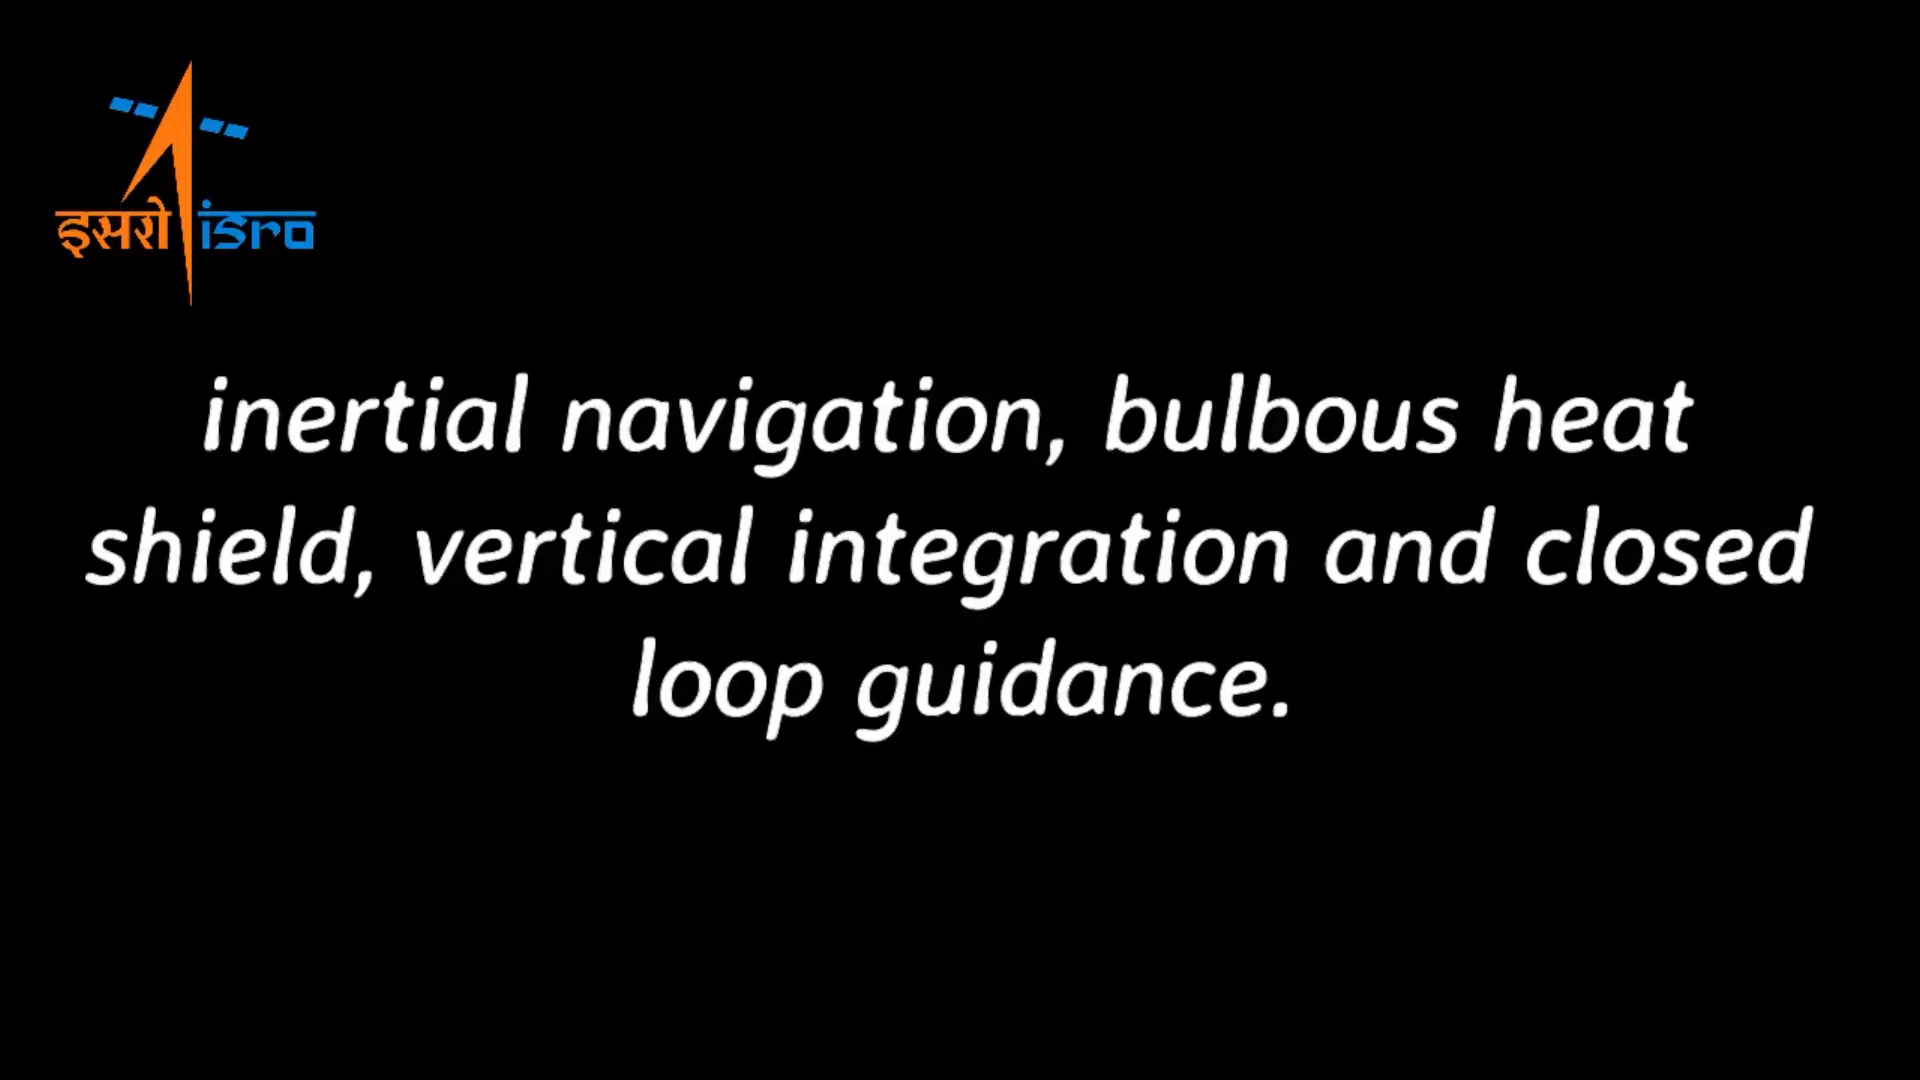 इसरो isro
inertial navigation, bulbous heat
shield, vertical integration and closed
loop guidance.